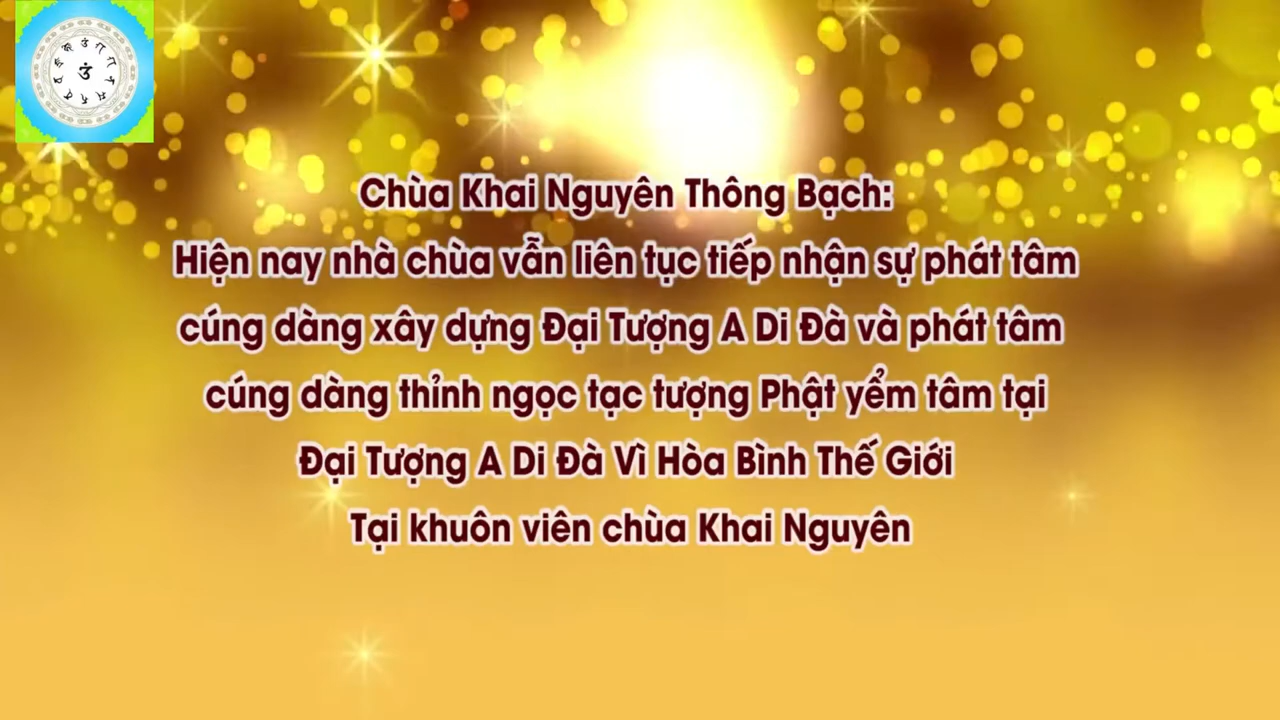 Chùa Khai Nguyên Thông Bạch:
Hiện nay nhà chùa vẫn liên tục tiếp nhận sự phát tâm
cúng dàng xây dựng Đại Tượng A Di Đà và phát tâm
cúng dàng thỉnh ngọc tạc tượng Phật yểm tâm tại
Đại Tượng A Di Đà Vì Hòa Bình Thế Giới
Tại khuôn viên chùa Khai Nguyên